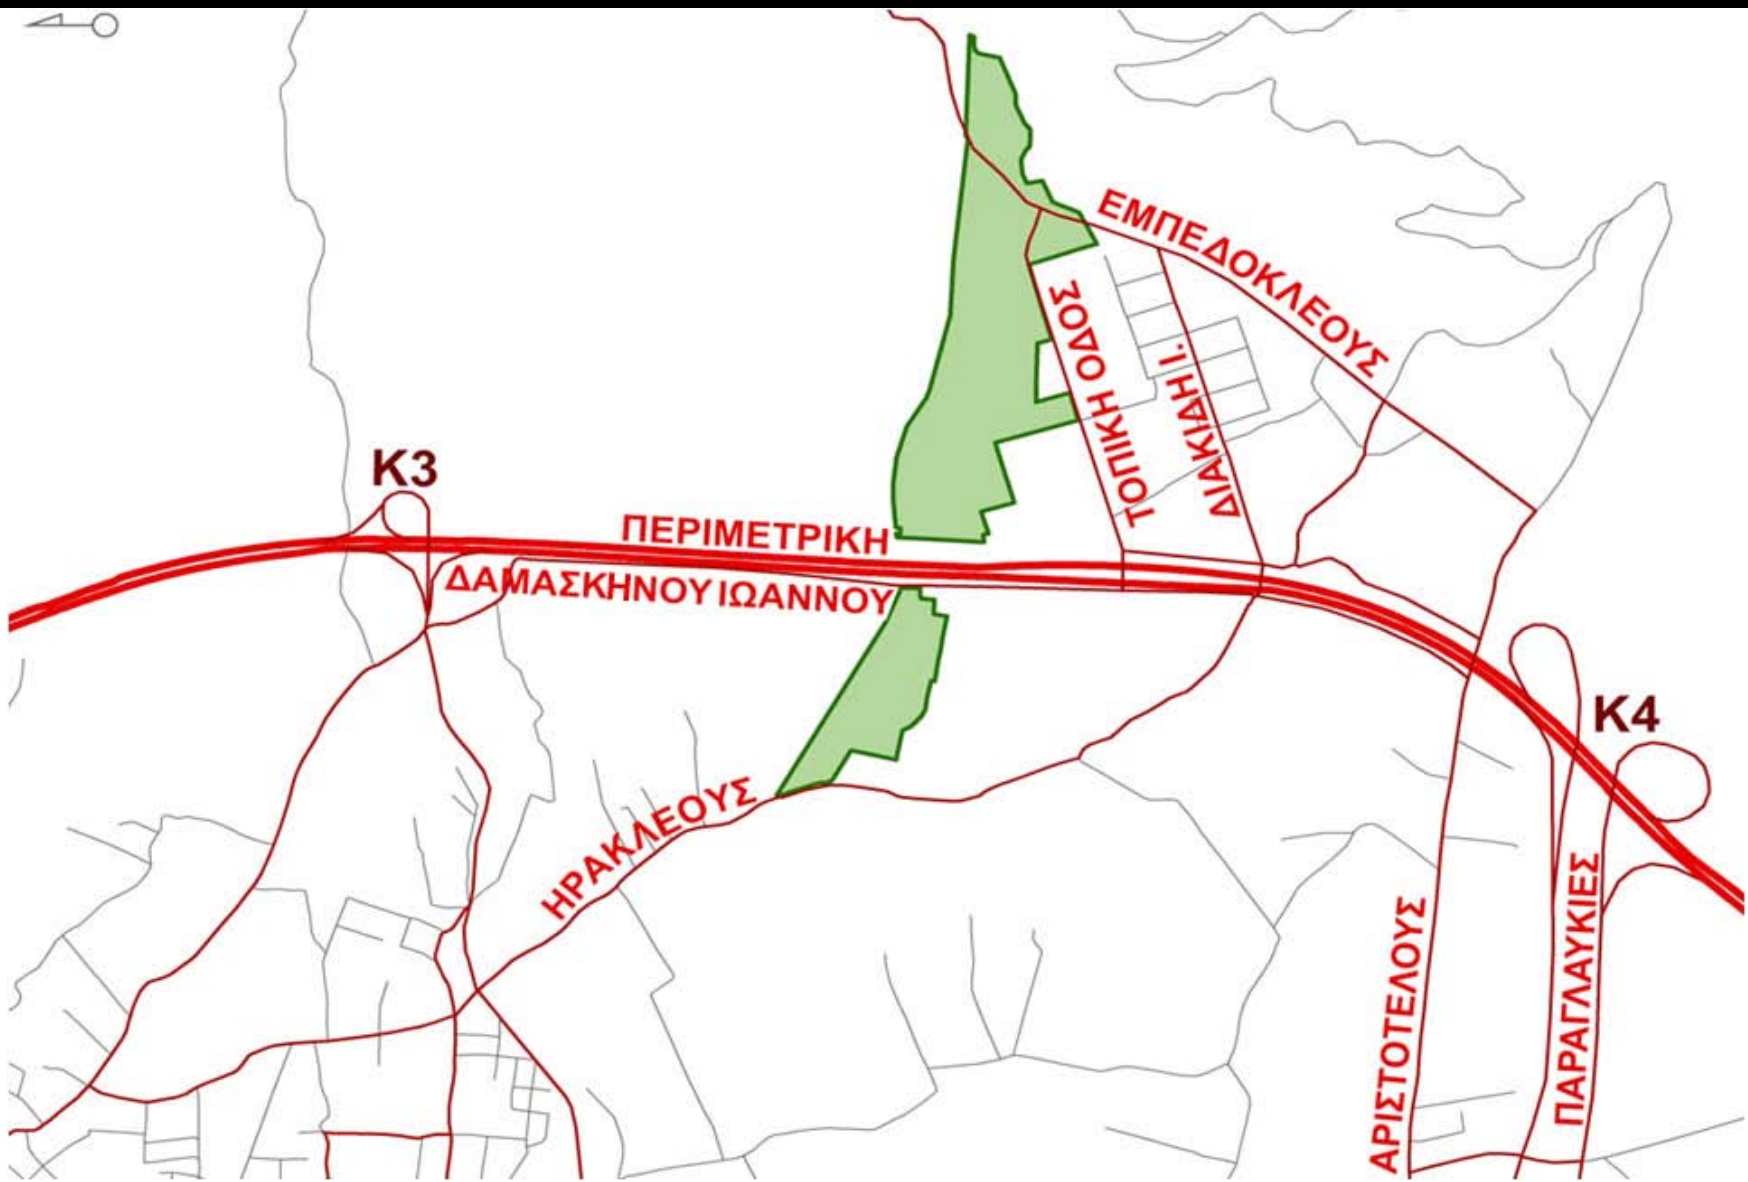 ΕΜΠΕΔΟΚΛΕΟΥΣ
ΤΟΠΙΚΗ ΟΔΟΣ
ΔΙΑΚΙΔΗ Ι.
Κ3
ΠΕΡΙΜΕΤΡΙΚΗ
ΔΑΜΑΣΚΗΝΟΥ ΙΩΑΝΝΟΥ
Κ4
ΗΡΑΚΛΕΟΥΣ
ΑΡΙΣΤΟΤΕΛΟΥΣ
ΠΑΡΑΓΛΑΥΚΙΕΣ